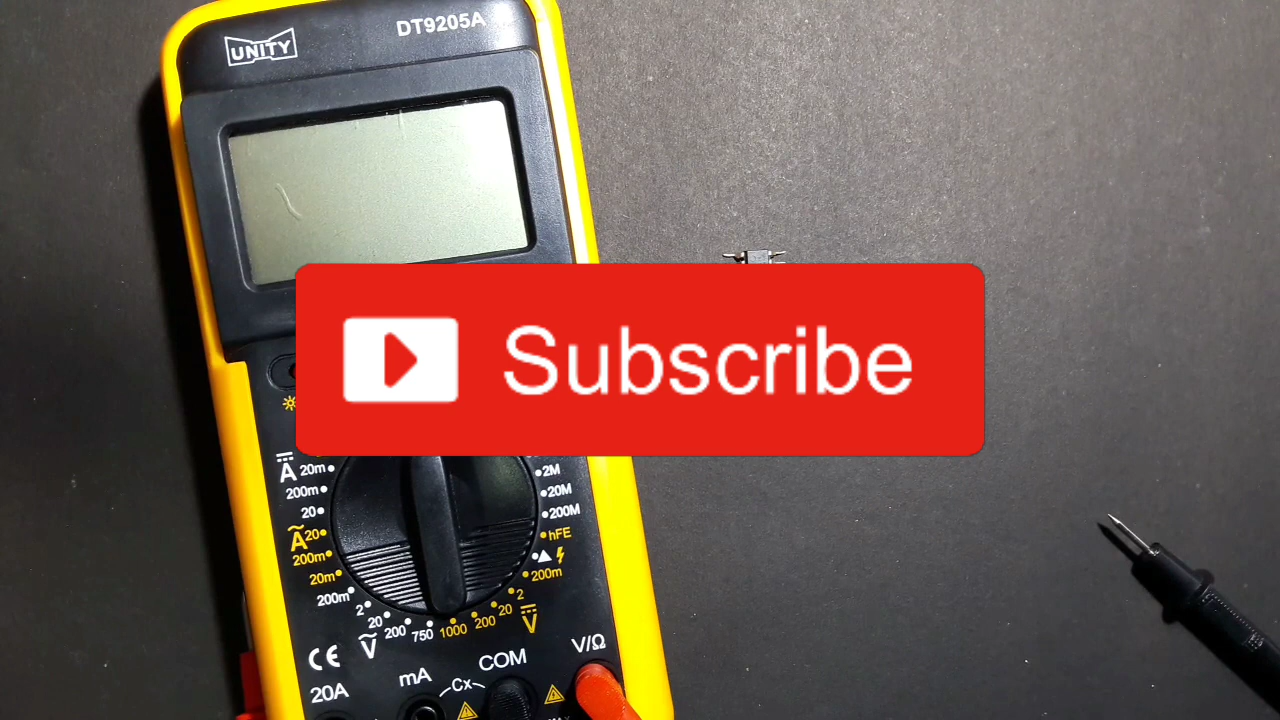 UNITY
DT9205A
Subscribe
A 20m
200m
20
A 20
200m
20m
200m
2
20
200
750
1000
200
20
2
200m
hFE
200M
20M
2M
V
V
CE
20A
mA
Cx
COM
V/Ω